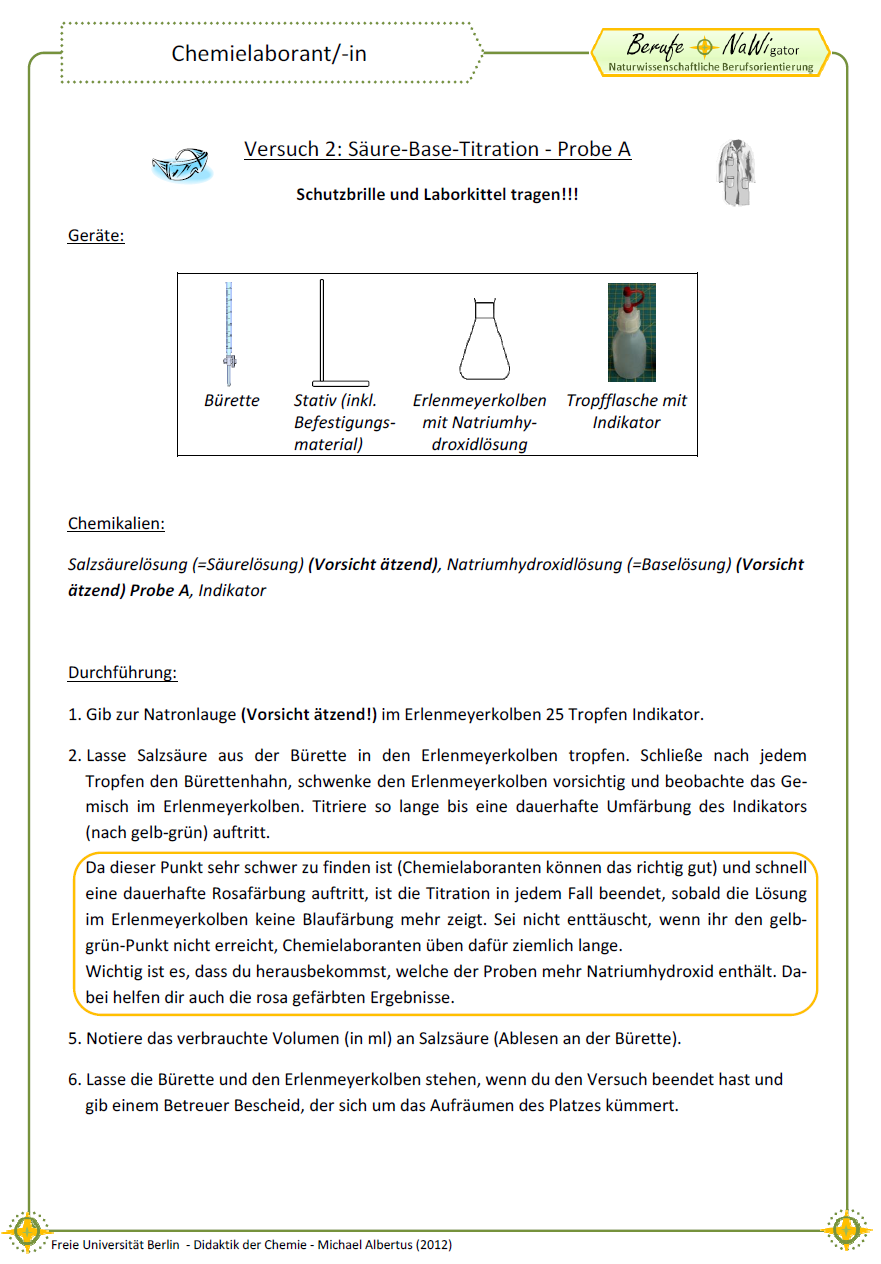 Chemielaborant/-in
Berufe NaWigator
Naturwissenschaftliche Berufsorientierung
Versuch 2: Säure-Base-Titration - Probe A
Schutzbrille und Laborkittel tragen!!!
Geräte:
Bürette Stativ (inkl. Erlenmeyerkolben Tropfflasche mit
Befestigungs- mit Natriumhy- Indikator
material) droxidlösung
Chemikalien:
Salzsäurelösung (=Säurelösung) (Vorsicht ätzend), Natriumhydroxidlösung (=Baselösung) (Vorsicht
ätzend) Probe A, Indikator
Durchführung:
1. Gib zur Natronlauge (Vorsicht ätzend!) im Erlenmeyerkolben 25 Tropfen Indikator.
2. Lasse Salzsäure aus der Bürette in den Erlenmeyerkolben tropfen. Schließe nach jedem
Tropfen den Bürettenhahn, schwenke den Erlenmeyerkolben vorsichtig und beobachte das Ge-
misch im Erlenmeyerkolben. Titriere so lange bis eine dauerhafte Umfärbung des Indikators
(nach gelb-grün) auftritt.
Da dieser Punkt sehr schwer zu finden ist (Chemielaboranten können das richtig gut) und schnell
eine dauerhafte Rosafärbung auftritt, ist die Titration in jedem Fall beendet, sobald die Lösung
im Erlenmeyerkolben keine Blaufärbung mehr zeigt. Sei nicht enttäuscht, wenn ihr den gelb-
grün-Punkt nicht erreicht, Chemielaboranten üben dafür ziemlich lange.
Wichtig ist es, dass du herausbekommst, welche der Proben mehr Natriumhydroxid enthält. Da-
bei helfen dir auch die rosa gefärbten Ergebnisse.
5. Notiere das verbrauchte Volumen (in ml) an Salzsäure (Ablesen an der Bürette).
6. Lasse die Bürette und den Erlenmeyerkolben stehen, wenn du den Versuch beendet hast und
gib einem Betreuer Bescheid, der sich um das Aufräumen des Platzes kümmert.
Freie Universität Berlin - Didaktik der Chemie - Michael Albertus (2012)